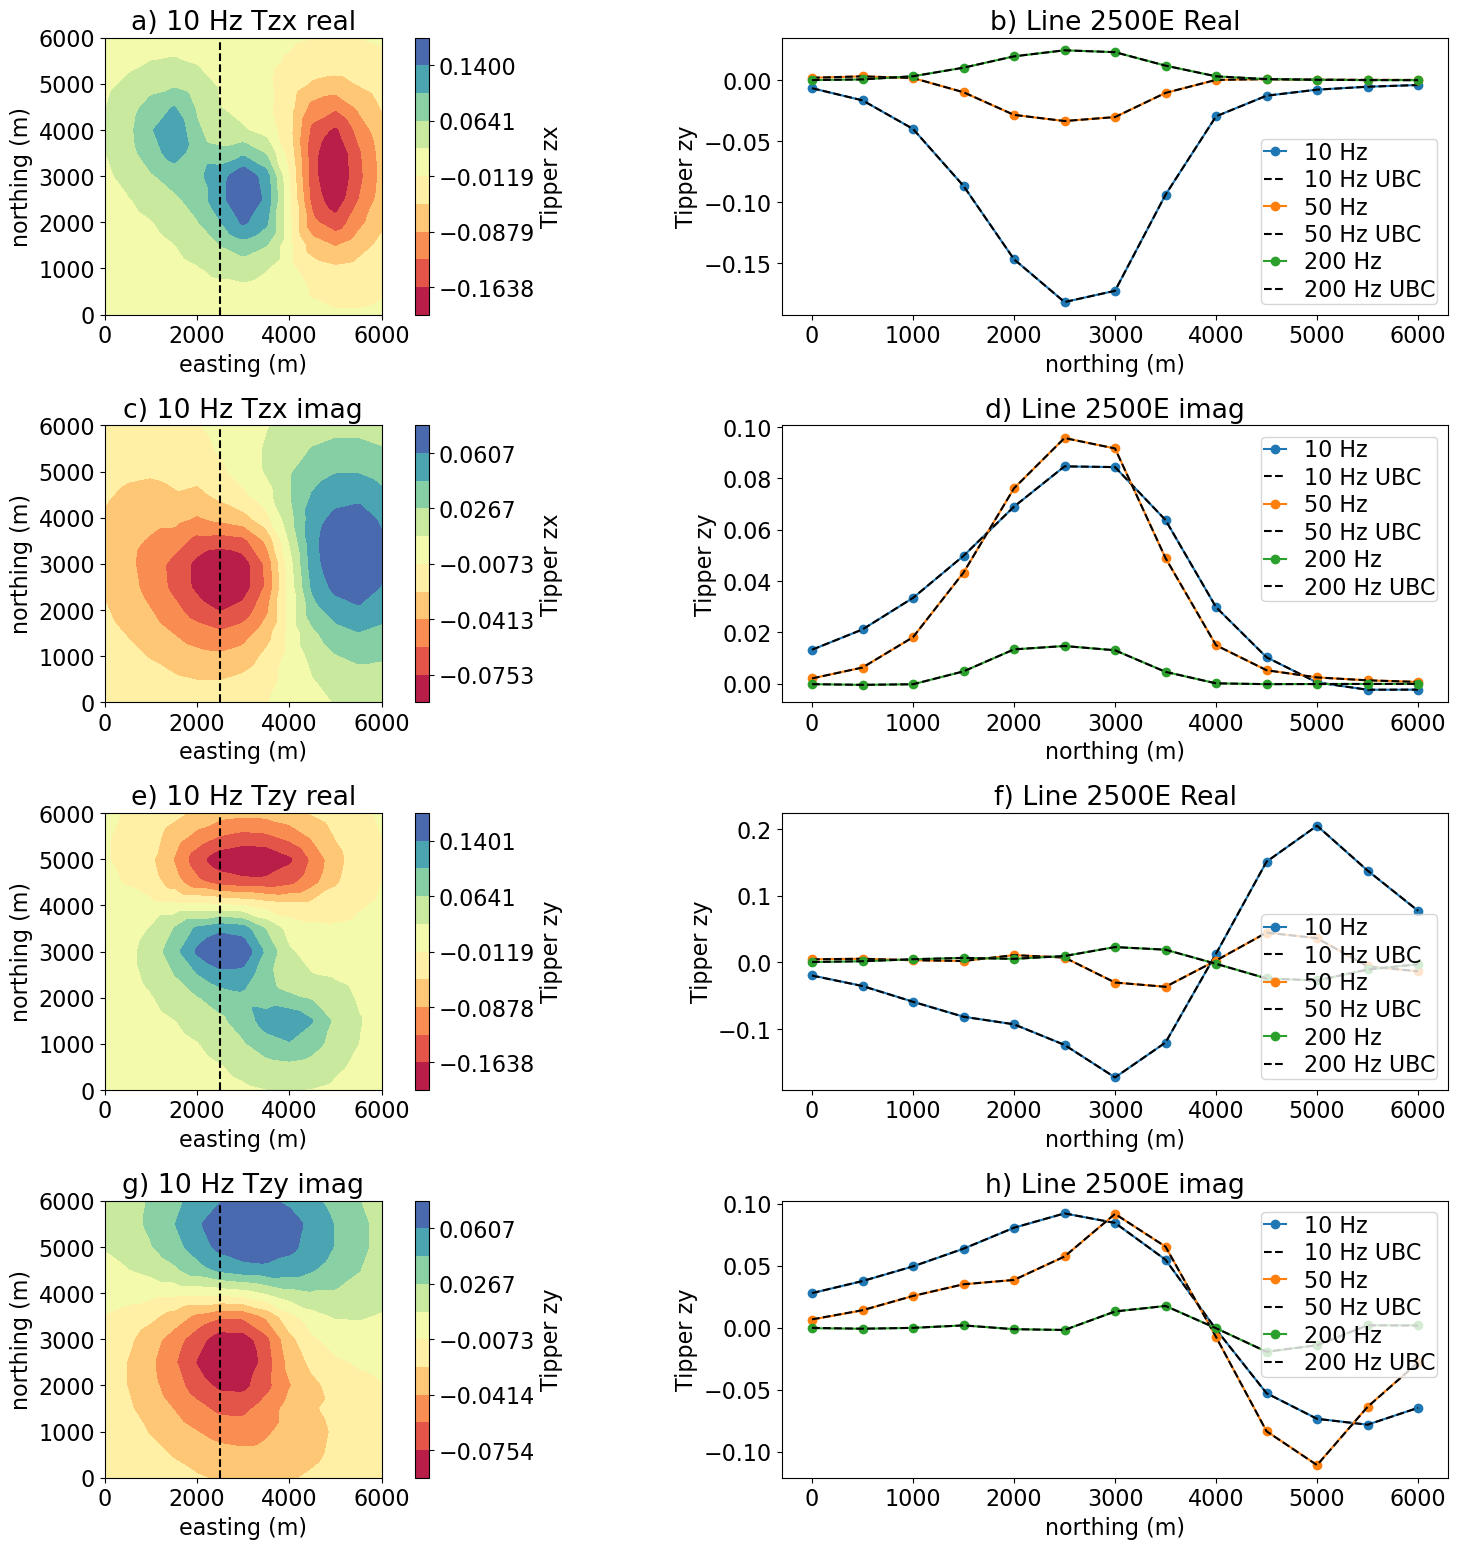 a) 10 Hz Tzx real
6000
5000
4000
3000
2000
1000
0
northing (m)
0 2000 4000 6000
easting (m)
0.1400
0.0641
−0.0119
−0.0879
−0.1638
Tipper zx
b) Line 2500E Real
0.00
−0.05
−0.10
−0.15
Tipper zy
10 Hz
10 Hz UBC
50 Hz
50 Hz UBC
200 Hz
200 Hz UBC
0 1000 2000 3000 4000 5000 6000
northing (m)
c) 10 Hz Tzx imag
6000
5000
4000
3000
2000
1000
0
northing (m)
0 2000 4000 6000
easting (m)
0.0607
0.0267
−0.0073
−0.0413
−0.0753
Tipper zx
d) Line 2500E imag
0.10
0.08
0.06
0.04
0.02
0.00
Tipper zy
10 Hz
10 Hz UBC
50 Hz
50 Hz UBC
200 Hz
200 Hz UBC
0 1000 2000 3000 4000 5000 6000
northing (m)
e) 10 Hz Tzy real
6000
5000
4000
3000
2000
1000
0
northing (m)
0 2000 4000 6000
easting (m)
0.1401
0.0641
−0.0119
−0.0878
−0.1638
Tipper zy
f) Line 2500E Real
0.2
0.1
0.0
−0.1
Tipper zy
10 Hz
10 Hz UBC
50 Hz
50 Hz UBC
200 Hz
200 Hz UBC
0 1000 2000 3000 4000 5000 6000
northing (m)
g) 10 Hz Tzy imag
6000
5000
4000
3000
2000
1000
0
northing (m)
0 2000 4000 6000
easting (m)
0.0607
0.0267
−0.0073
−0.0414
−0.0754
Tipper zy
h) Line 2500E imag
0.10
0.05
0.00
−0.05
−0.10
Tipper zy
10 Hz
10 Hz UBC
50 Hz
50 Hz UBC
200 Hz
200 Hz UBC
0 1000 2000 3000 4000 5000 6000
northing (m)